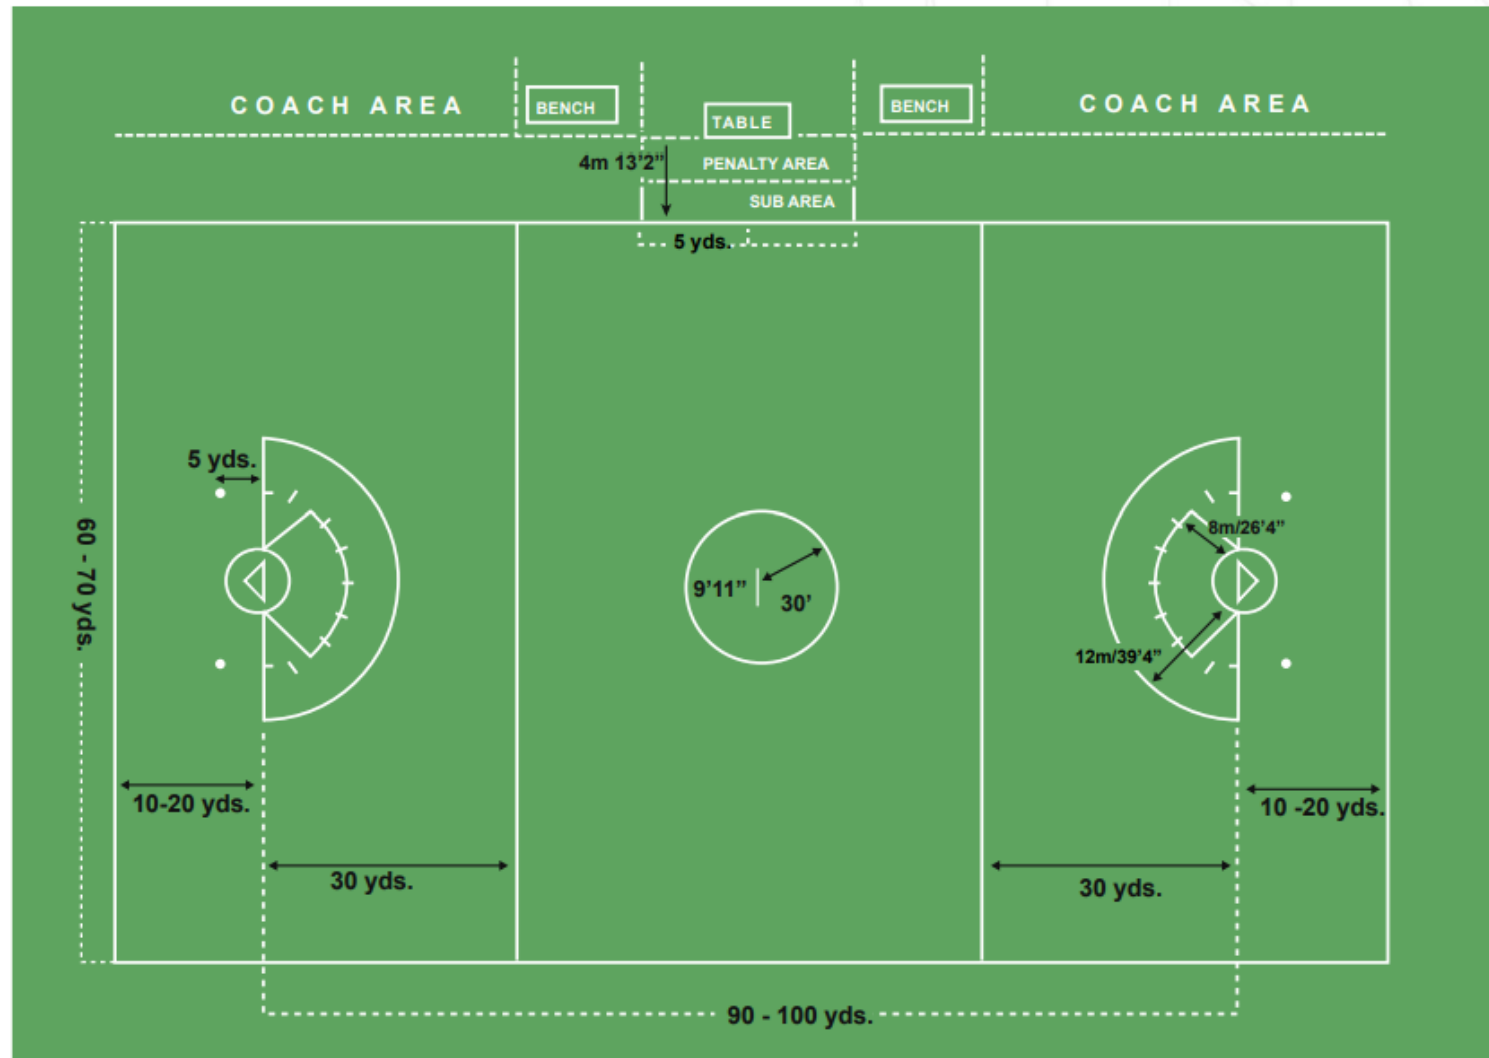 COACH AREA
BENCH
TABLE
BENCH
COACH AREA
4m 13’2”
PENALTY AREA
SUB AREA
5 yds.
5 yds.
60 - 70 yds.
8m/26’4”
9’11”
30’
12m/39’4”
10-20 yds.
10 -20 yds.
30 yds.
30 yds.
90 - 100 yds.